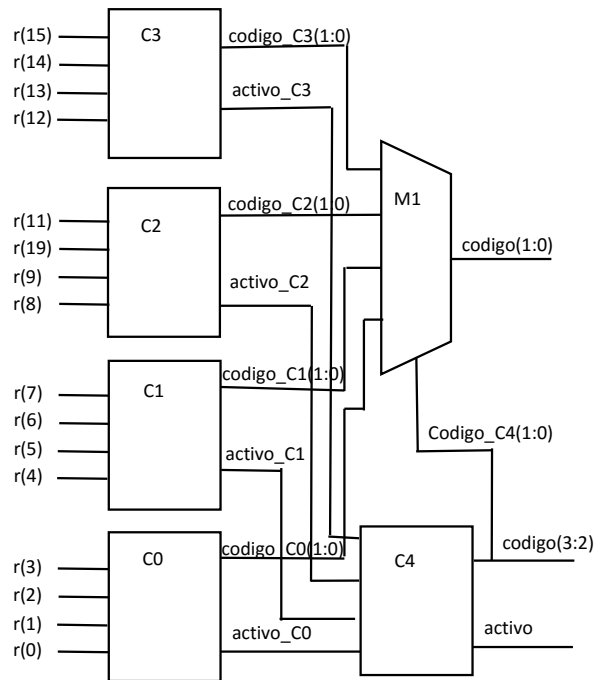 r(15)
r(14)
r(13)
r(12)
C3
codigo_C3(1:0)
activo_C3
r(11)
r(19)
r(9)
r(8)
C2
codigo_C2(1:0)
activo_C2
M1
codigo(1:0)
r(7)
r(6)
r(5)
r(4)
C1
codigo_C1(1:0)
activo_C1
Codigo_C4(1:0)
r(3)
r(2)
r(1)
r(0)
C0
codigo_C0(1:0)
activo_C0
C4
codigo(3:2)
activo